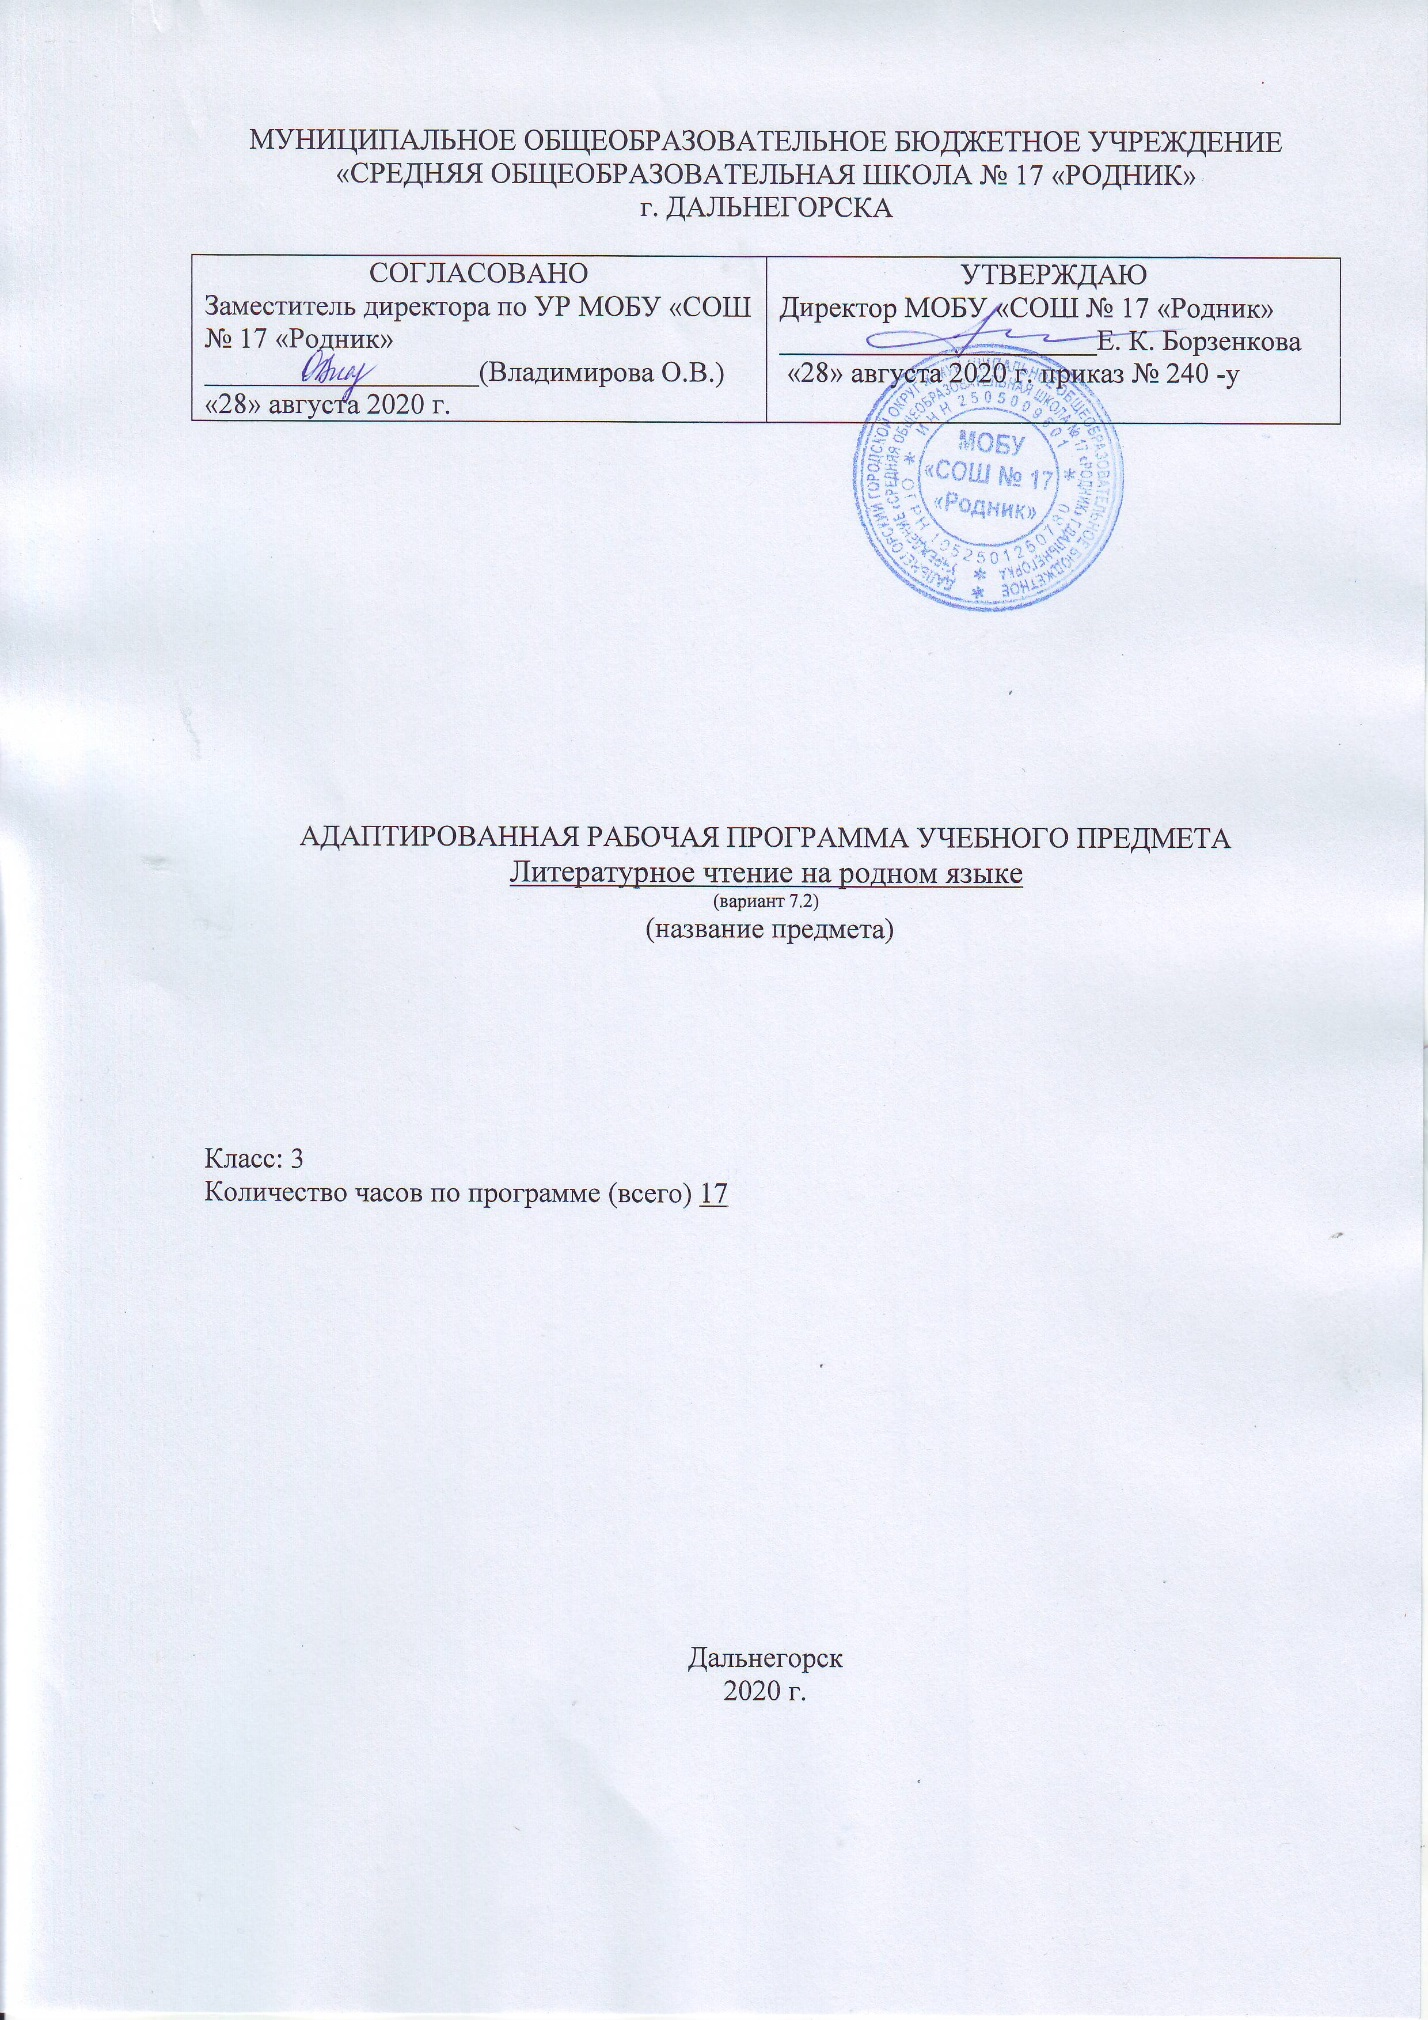 МУНИЦИПАЛЬНОЕ ОБЩЕОБРАЗОВАТЕЛЬНОЕ БЮДЖЕТНОЕ УЧРЕЖДЕНИЕ
«СРЕДНЯЯ ОБЩЕОБРАЗОВАТЕЛЬНАЯ ШКОЛА № 17 «РОДНИК»
г. ДАЛЬНЕГОРСКА
СОГЛАСОВАНО
Заместитель директора по УР МОБУ «СОШ
№ 17 «Родник»
(Владимирова О.В.)
«28» августа 2020 г.
УТВЕРЖДАЮ
Директор МОБУ «СОШ № 17 «Родник»
Е. К. Борзенкова
«28» августа 2020 г. приказ № 240 -у
ИНН 2505009601
МОБУ
«СОШ № 17
«Родник»
АДАПТИРОВАННАЯ РАБОЧАЯ ПРОГРАММА УЧЕБНОГО ПРЕДМЕТА
Литературное чтение на родном языке
(вариант 7.2)
(название предмета)
Класс: 3
Количество часов по программе (всего) 17
Дальнегорск
2020 г.